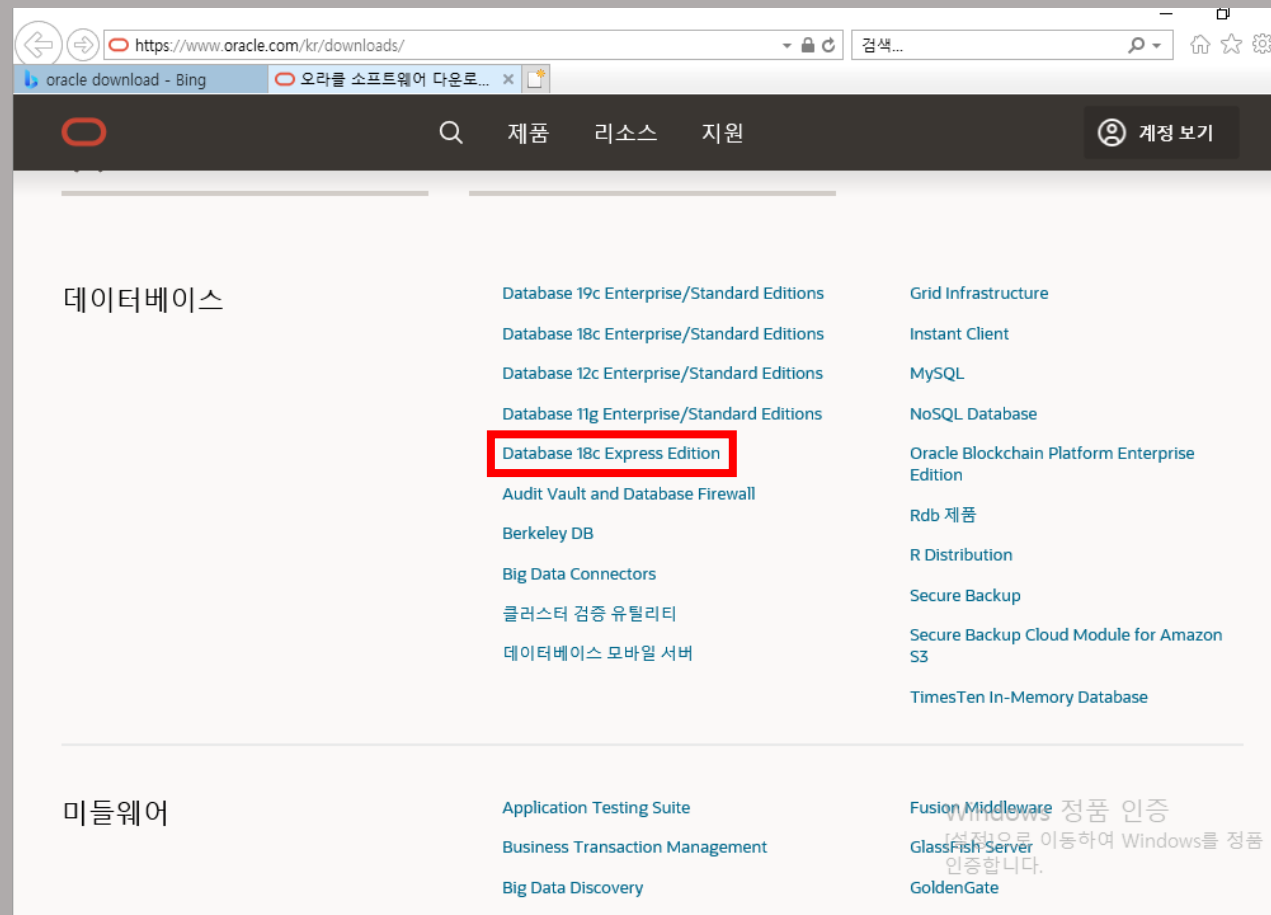 https://www.oracle.com/kr/downloads/
검색...
oracle download - Bing
오라클 소프트웨어 다운로...
제품
리소스
지원
계정 보기
데이터베이스
Database 19c Enterprise/Standard Editions
Database 18c Enterprise/Standard Editions
Database 12c Enterprise/Standard Editions
Database 11g Enterprise/Standard Editions
Database 18c Express Edition
Audit Vault and Database Firewall
Berkeley DB
Big Data Connectors
클러스터 검증 유틸리티
데이터베이스 모바일 서버
Grid Infrastructure
Instant Client
MySQL
NoSQL Database
Oracle Blockchain Platform Enterprise
Edition
Rdb 제품
R Distribution
Secure Backup
Secure Backup Cloud Module for Amazon
S3
TimesTen In-Memory Database
미들웨어
Application Testing Suite
Business Transaction Management
Big Data Discovery
Fusion Middleware
GlassFish Server
GoldenGate
Windows 정품 인증
[설정]으로 이동하여 Windows를 정품
인증합니다.